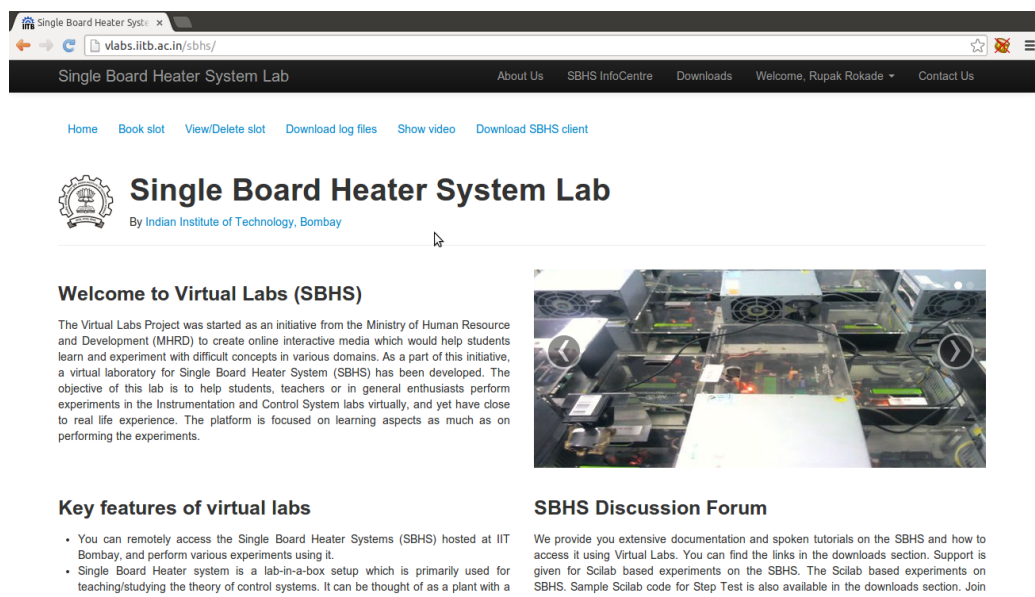 Single Board Heater Syste
vlabs.iitb.ac.in/sbhs/
Single Board Heater System Lab
About Us SBHS InfoCentre Downloads Welcome, Rupak Rokade Contact Us
Home Book slot View/Delete slot Download log files Show video Download SBHS client
Single Board Heater System Lab
By Indian Institute of Technology, Bombay
Welcome to Virtual Labs (SBHS)
The Virtual Labs Project was started as an initiative from the Ministry of Human Resource
and Development (MHRD) to create online interactive media which would help students
learn and experiment with difficult concepts in various domains. As a part of this initiative,
a virtual laboratory for Single Board Heater System (SBHS) has been developed. The
objective of this lab is to help students, teachers or in general enthusiasts perform
experiments in the Instrumentation and Control System labs virtually, and yet have close
to real life experience. The platform is focused on learning aspects as much as on
performing the experiments.
Key features of virtual labs
• You can remotely access the Single Board Heater Systems (SBHS) hosted at IIT
Bombay, and perform various experiments using it.
• Single Board Heater system is a lab-in-a-box setup which is primarily used for
teaching/studying the theory of control systems. It can be thought of as a plant with a
SBHS Discussion Forum
We provide you extensive documentation and spoken tutorials on the SBHS and how to
access it using Virtual Labs. You can find the links in the downloads section. Support is
given for Scilab based experiments on the SBHS. The Scilab based experiments on
SBHS. Sample Scilab code for Step Test is also available in the downloads section. Join